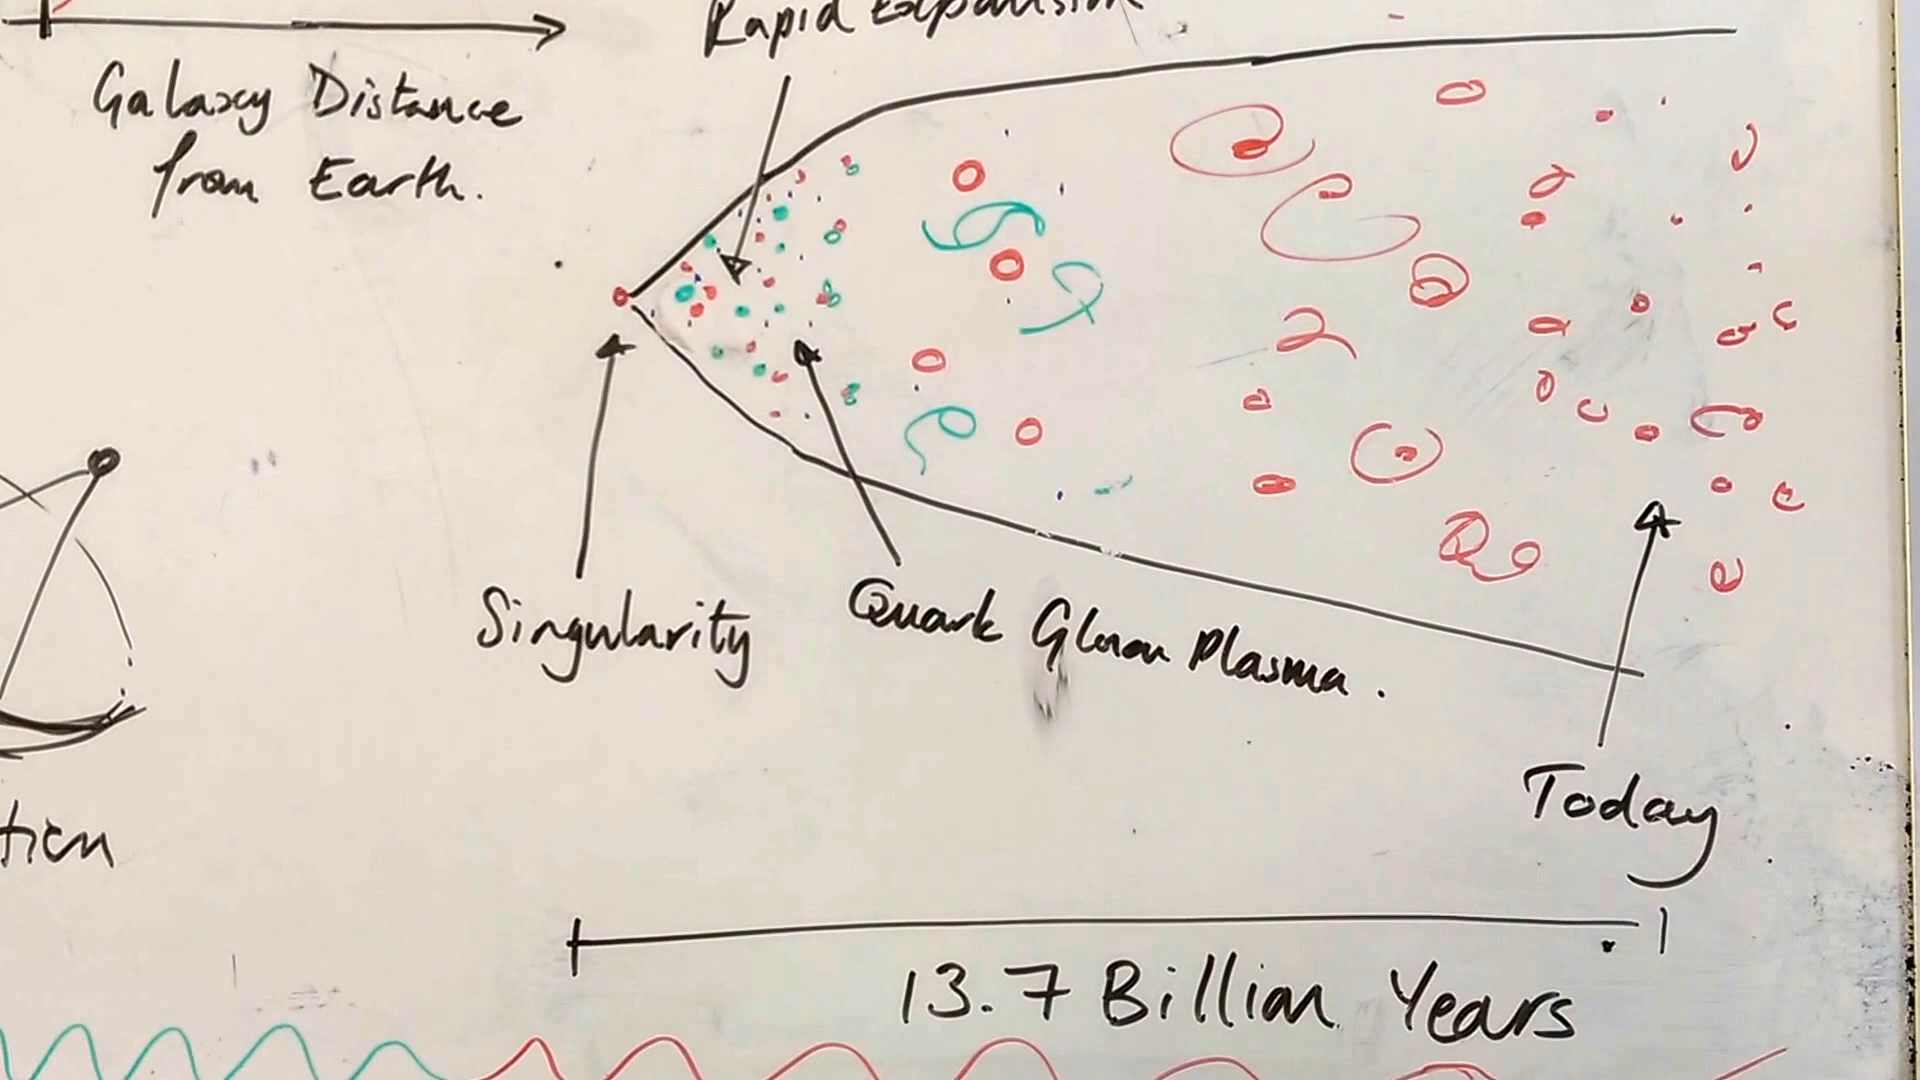 Rapid Expansion
Galaxy Distance
from Earth.
Singularity
Quark Gluon Plasma.
Today
13.7 Billion Years